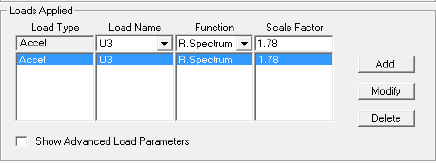 Loads Applied
Load Type Load Name Function Scale Factor
Accel U3 R.Spectrum 1.78
Accel U3 R.Spectrum 1.78
Add
Modify
Delete
Show Advanced Load Parameters